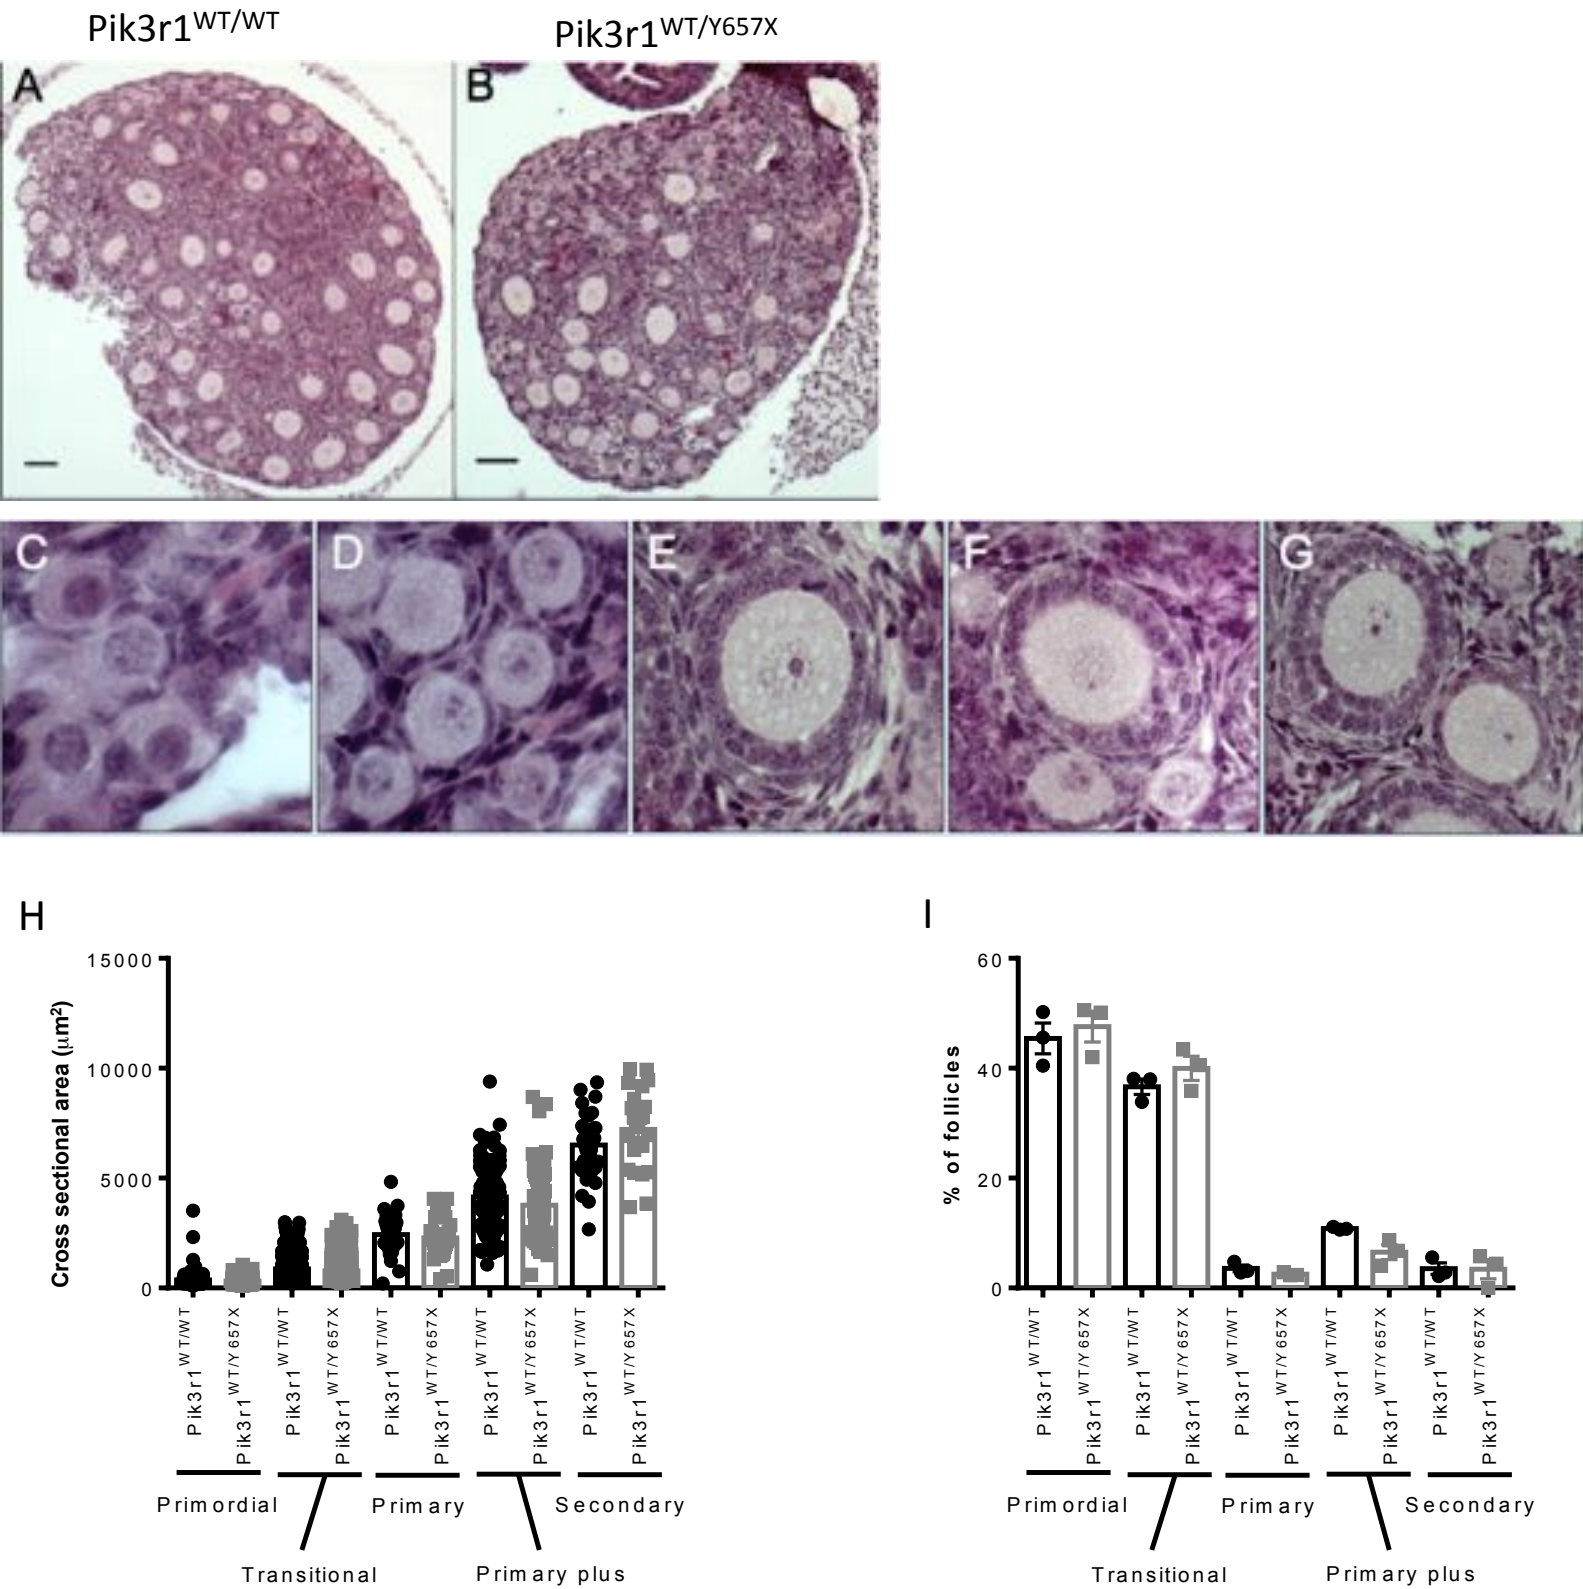 Pik3r1WT/WT
Pik3r1WT/Y657X
A
B
C
D
E
F
G
H
Cross sectional area (µm2)
15000
10000
5000
0
Pik3r1WT/WT
Pik3r1WT/Y657X
Pik3r1WT/WT
Pik3r1WT/Y657X
Pik3r1WT/WT
Pik3r1WT/Y657X
Pik3r1WT/WT
Pik3r1WT/Y657X
Pik3r1WT/WT
Pik3r1WT/Y657X
Primordial
Primary
Secondary
Transitional
Primary plus
I
% of follicles
60
40
20
0
Pik3r1WT/WT
Pik3r1WT/Y657X
Pik3r1WT/WT
Pik3r1WT/Y657X
Pik3r1WT/WT
Pik3r1WT/Y657X
Pik3r1WT/WT
Pik3r1WT/Y657X
Pik3r1WT/WT
Pik3r1WT/Y657X
Primordial
Primary
Secondary
Transitional
Primary plus